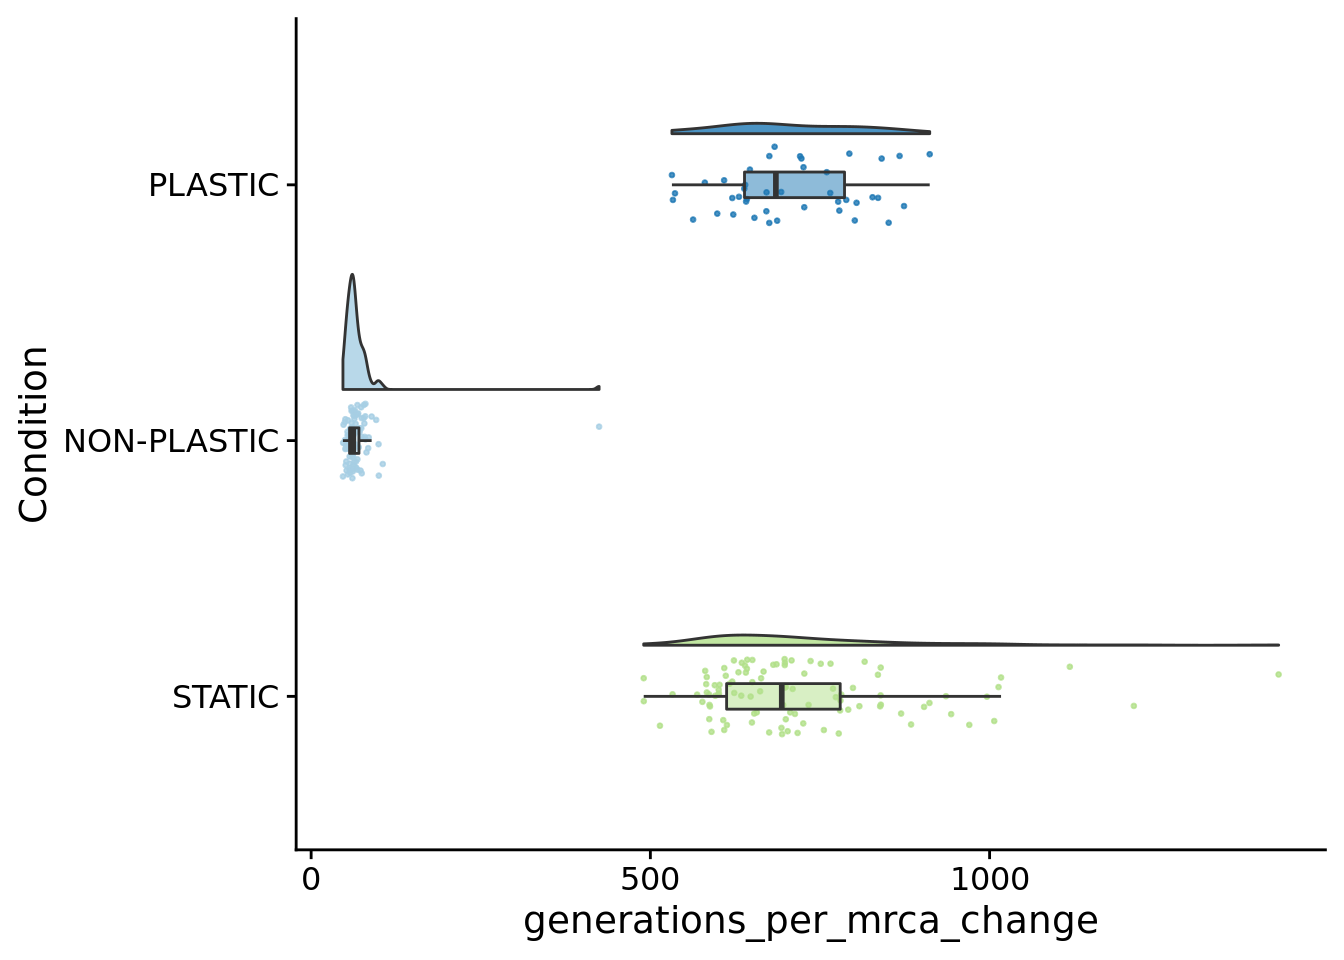 PLASTIC
NON-PLASTIC
STATIC
Condition
0 500 1000
generations_per_mrca_change